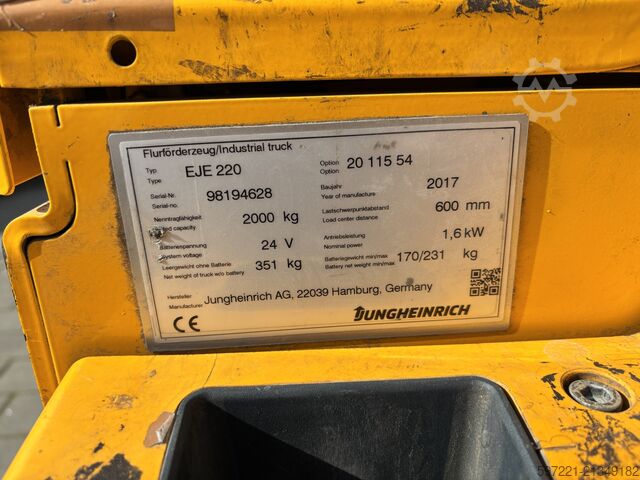 Flurförderzeug/Industrial truck
Typ
Type
EJE 220
Option
Option
20 115 54
Serial-Nr.
Serial-no.
98194628
Baujahr
Year of manufacture
2017
Nenntragfähigkeit
capacity
2000 kg
Lastschwerpunktabstand
Load center distance
600 mm
Batteriespannung
System voltage
24 V
Antriebsleistung
Nominal power
1,6 kW
Leergewicht ohne Batterie
Net weight of truck w/o battery
351 kg
Batteriegewicht min/max
Battery net weight min/max
170/231 kg
Hersteller
Manufacturer
Jungheinrich AG, 22039 Hamburg, Germany
CE
JUNGHEINRICH
587221-21349182